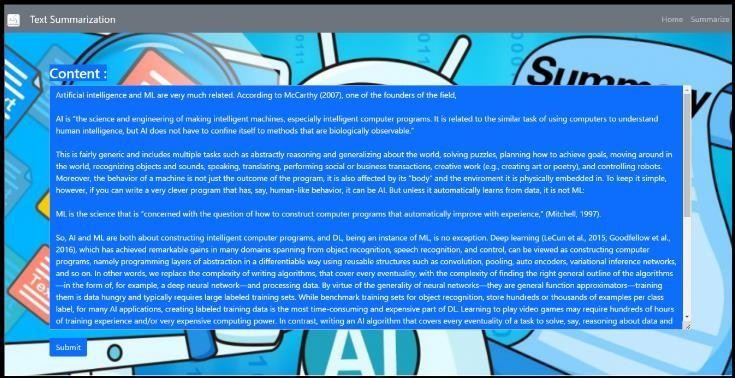 Text Summarization
Home Summarize
Summary
Content :
Artificial intelligence and ML are very much related. According to McCarthy (2007), one of the founders of the field,
AI is “the science and engineering of making intelligent machines, especially intelligent computer programs. It is related to the similar task of using computers to understand
human intelligence, but AI does not have to confine itself to methods that are biologically observable.”
This is fairly generic and includes multiple tasks such as abstractly reasoning and generalizing about the world, solving puzzles, planning how to achieve goals, moving around in
the world, recognizing objects and sounds, speaking, translating, performing social or business transactions, creative work (e.g., creating art or poetry), and controlling robots.
Moreover, the behavior of a machine is not just the outcome of the program, it is also affected by its “body” and the enviroment it is physically embedded in. To keep it simple,
however, if you can write a very clever program that has, say, human-like behavior, it can be AI. But unless it automatically learns from data, it is not ML:
ML is the science that is “concerned with the question of how to construct computer programs that automatically improve with experience,” (Mitchell, 1997).
So, AI and ML are both about constructing intelligent computer programs, and DL, being an instance of ML, is no exception. Deep learning (LeCun et al., 2015; Goodfellow et al.,
2016), which has achieved remarkable gains in many domains spanning from object recognition, speech recognition, and control, can be viewed as constructing computer
programs, namely programming layers of abstraction in a differentiable way using reusable structures such as convolution, pooling, auto encoders, variational inference networks,
and so on. In other words, we replace the complexity of writing algorithms, that cover every eventuality, with the complexity of finding the right general outline of the algorithms
—in the form of, for example, a deep neural network—and processing data. By virtue of the generality of neural networks—they are general function approximators—training
them is data hungry and typically requires large labeled training sets. While benchmark training sets for object recognition, store hundreds or thousands of examples per class
label, for many AI applications, creating labeled training data is the most time-consuming and expensive part of DL. Learning to play video games may require hundreds of hours
of training experience and/or very expensive computing power. In contrast, writing an AI algorithm that covers every eventuality of a task to solve, say, reasoning about data and
Submit
AI